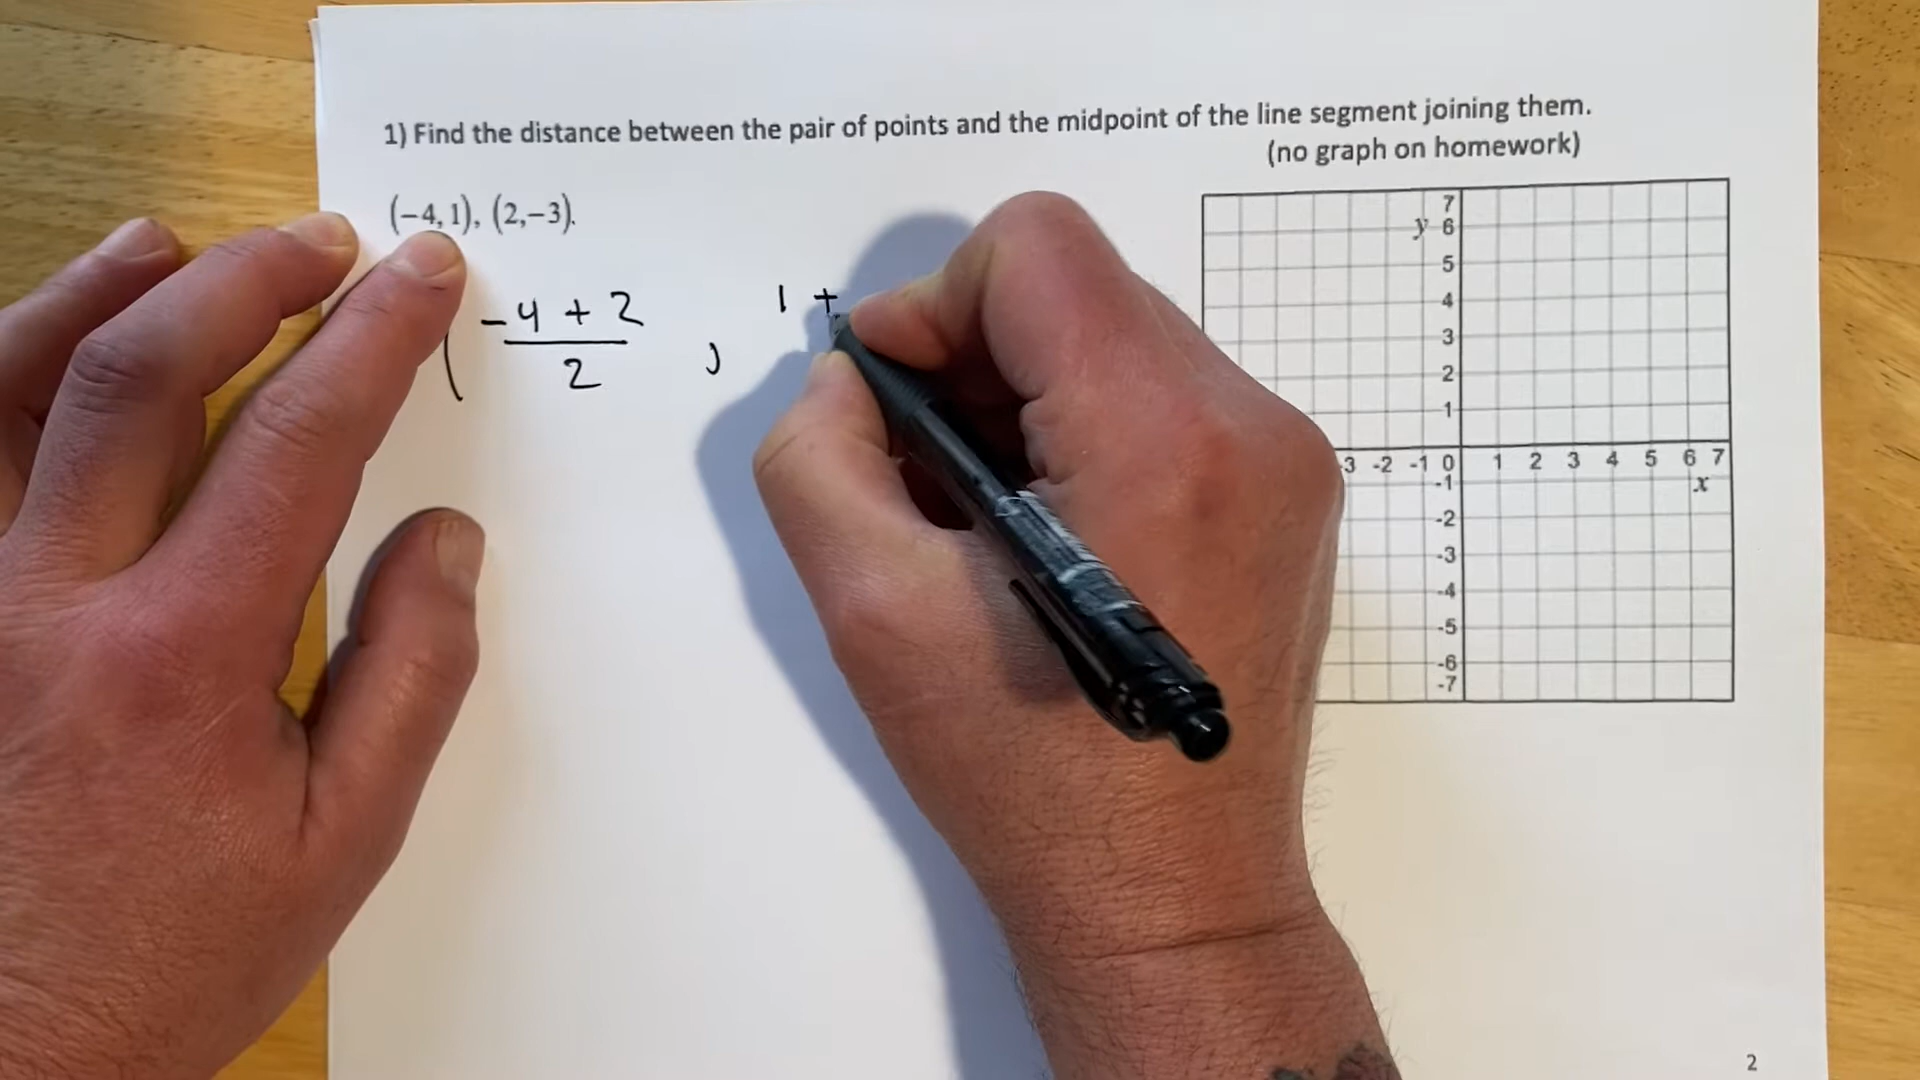 1) Find the distance between the pair of points and the midpoint of the line segment joining them.
(no graph on homework)
(−4, 1), (2,−3).
( -4 + 2 , 1 +
2
7
y 6
5
4
3
2
1
-3 -2 -1 0 1 2 3 4 5 6 7
-1 x
-2
-3
-4
-5
-6
-7
2